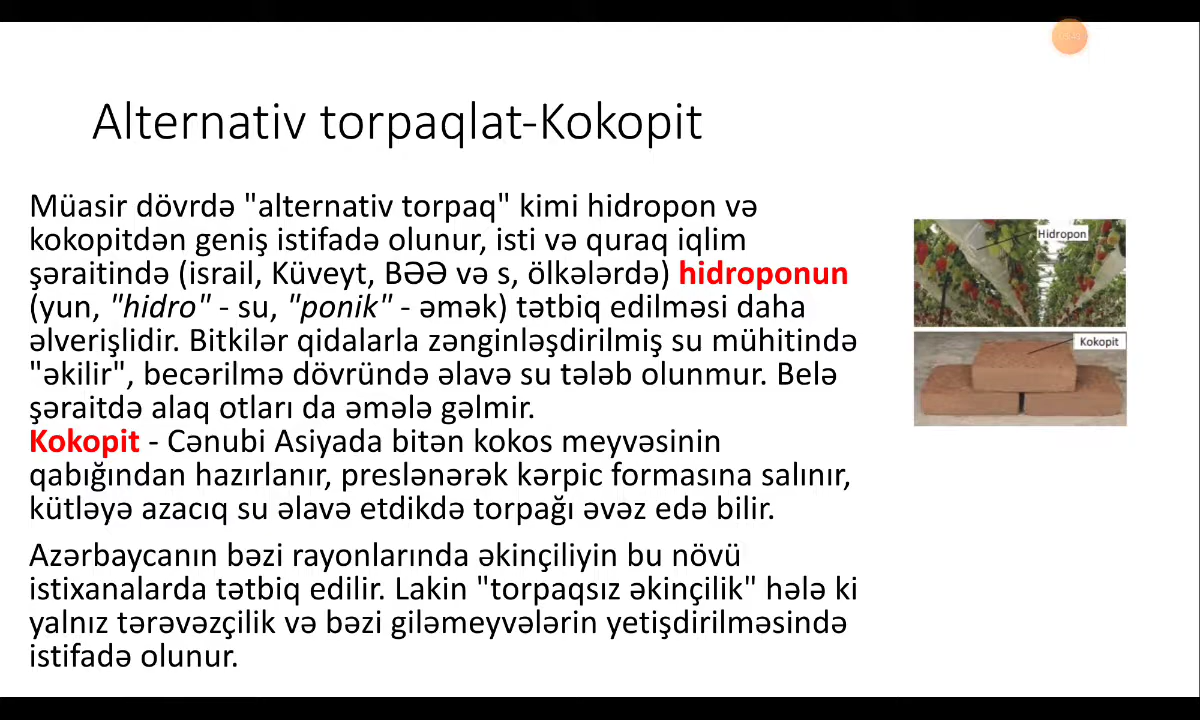 Alternativ torpaqlat-Kokopit
Müasir dövrdə "alternativ torpaq" kimi hidropon və
kokopitdən geniş istifadə olunur, isti və quraq iqlim
şəraitində (israil, Küveyt, BƏƏ və s, ölkələrdə) hidroponun
(yun, "hidro" - su, "ponik" - əmək) tətbiq edilməsi daha
əlverişlidir. Bitkilər qidalarla zənginləşdirilmiş su mühitində
"əkilir", becərilmə dövründə əlavə su tələb olunmur. Belə
şəraitdə alaq otları da əmələ gəlmir.
Kokopit - Cənubi Asiyada bitən kokos meyvəsinin
qabığından hazırlanır, preslənərək kərpic formasına salınır,
kütləyə azacıq su əlavə etdikdə torpağı əvəz edə bilir.
Azərbaycanın bəzi rayonlarında əkinçiliyin bu növü
istixanalarda tətbiq edilir. Lakin "torpaqsız əkinçilik" hələ ki
yalnız tərəvəzçilik və bəzi giləmeyvələrin yetişdirilməsində
istifadə olunur.
Hidropon
Kokopit